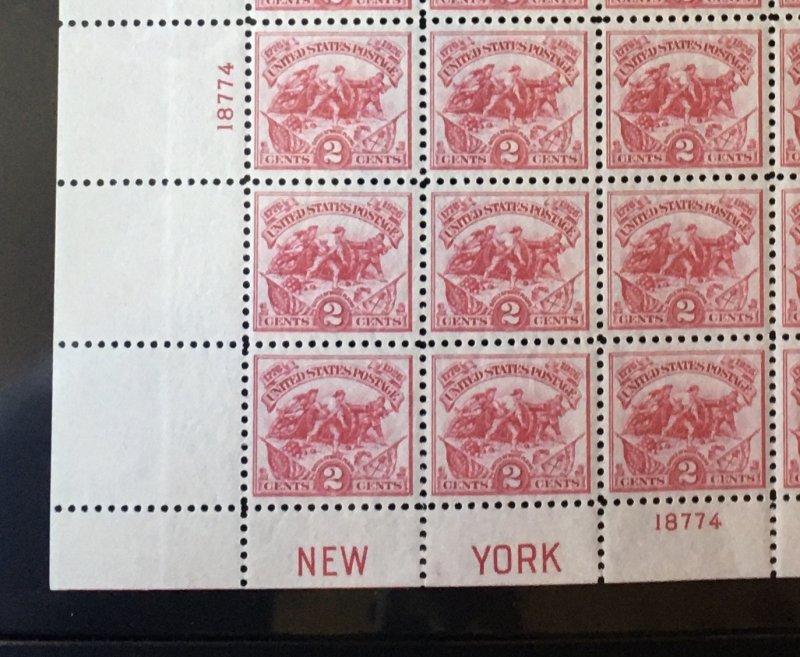 2 2 2
18774
1776 1926 1776 1926 1776 1926
UNITED STATES POSTAGE UNITED STATES POSTAGE UNITED STATES POSTAGE
CENTS 2 CENTS CENTS 2 CENTS CENTS 2 CENTS
1776 1926 1776 1926 1776 1926
UNITED STATES POSTAGE UNITED STATES POSTAGE UNITED STATES POSTAGE
CENTS 2 CENTS CENTS 2 CENTS CENTS 2 CENTS
1776 1926 1776 1926 1776 1926
UNITED STATES POSTAGE UNITED STATES POSTAGE UNITED STATES POSTAGE
CENTS 2 CENTS CENTS 2 CENTS CENTS 2 CENTS
18774
NEW YORK